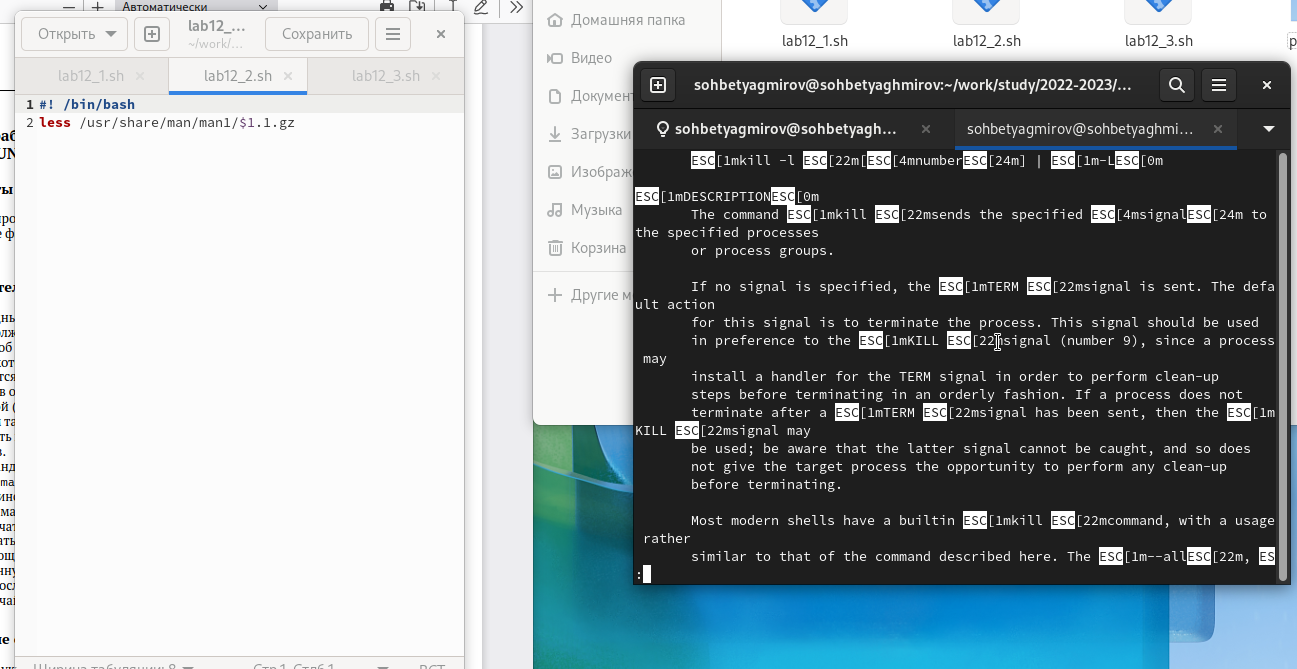 Автоматически
Открыть
lab12_...
~/work/...
Сохранить
lab12_1.sh
lab12_2.sh
lab12_3.sh
1 #! /bin/bash
2 less /usr/share/man/man1/$1.1.gz
Домашняя папка
Видео
Докумен
Загрузки
Изображ
Музыка
Корзина
Другие м
lab12_1.sh
lab12_2.sh
lab12_3.sh
sohbetyagmirov@sohbetyaghmirov:~/work/study/2022-2023/...
sohbetyagmirov@sohbetyagh...
sohbetyagmirov@sohbetyaghmi...
ESC[1mkill -l ESC[22m[ESC[4mnumberESC[24m] | ESC[1m-LESC[0m
ESC[1mDESCRIPTIONESC[0m
The command ESC[1mkill ESC[22msends the specified ESC[4msignalESC[24m to
the specified processes
or process groups.
If no signal is specified, the ESC[1mTERM ESC[22msignal is sent. The defa
ult action
for this signal is to terminate the process. This signal should be used
in preference to the ESC[1mKILL ESC[22msignal (number 9), since a process
may
install a handler for the TERM signal in order to perform clean-up
steps before terminating in an orderly fashion. If a process does not
terminate after a ESC[1mTERM ESC[22msignal has been sent, then the ESC[1m
KILL ESC[22msignal may
be used; be aware that the latter signal cannot be caught, and so does
not give the target process the opportunity to perform any clean-up
before terminating.
Most modern shells have a builtin ESC[1mkill ESC[22mcommand, with a usage
rather
similar to that of the command described here. The ESC[1m--allESC[22m, ES
: